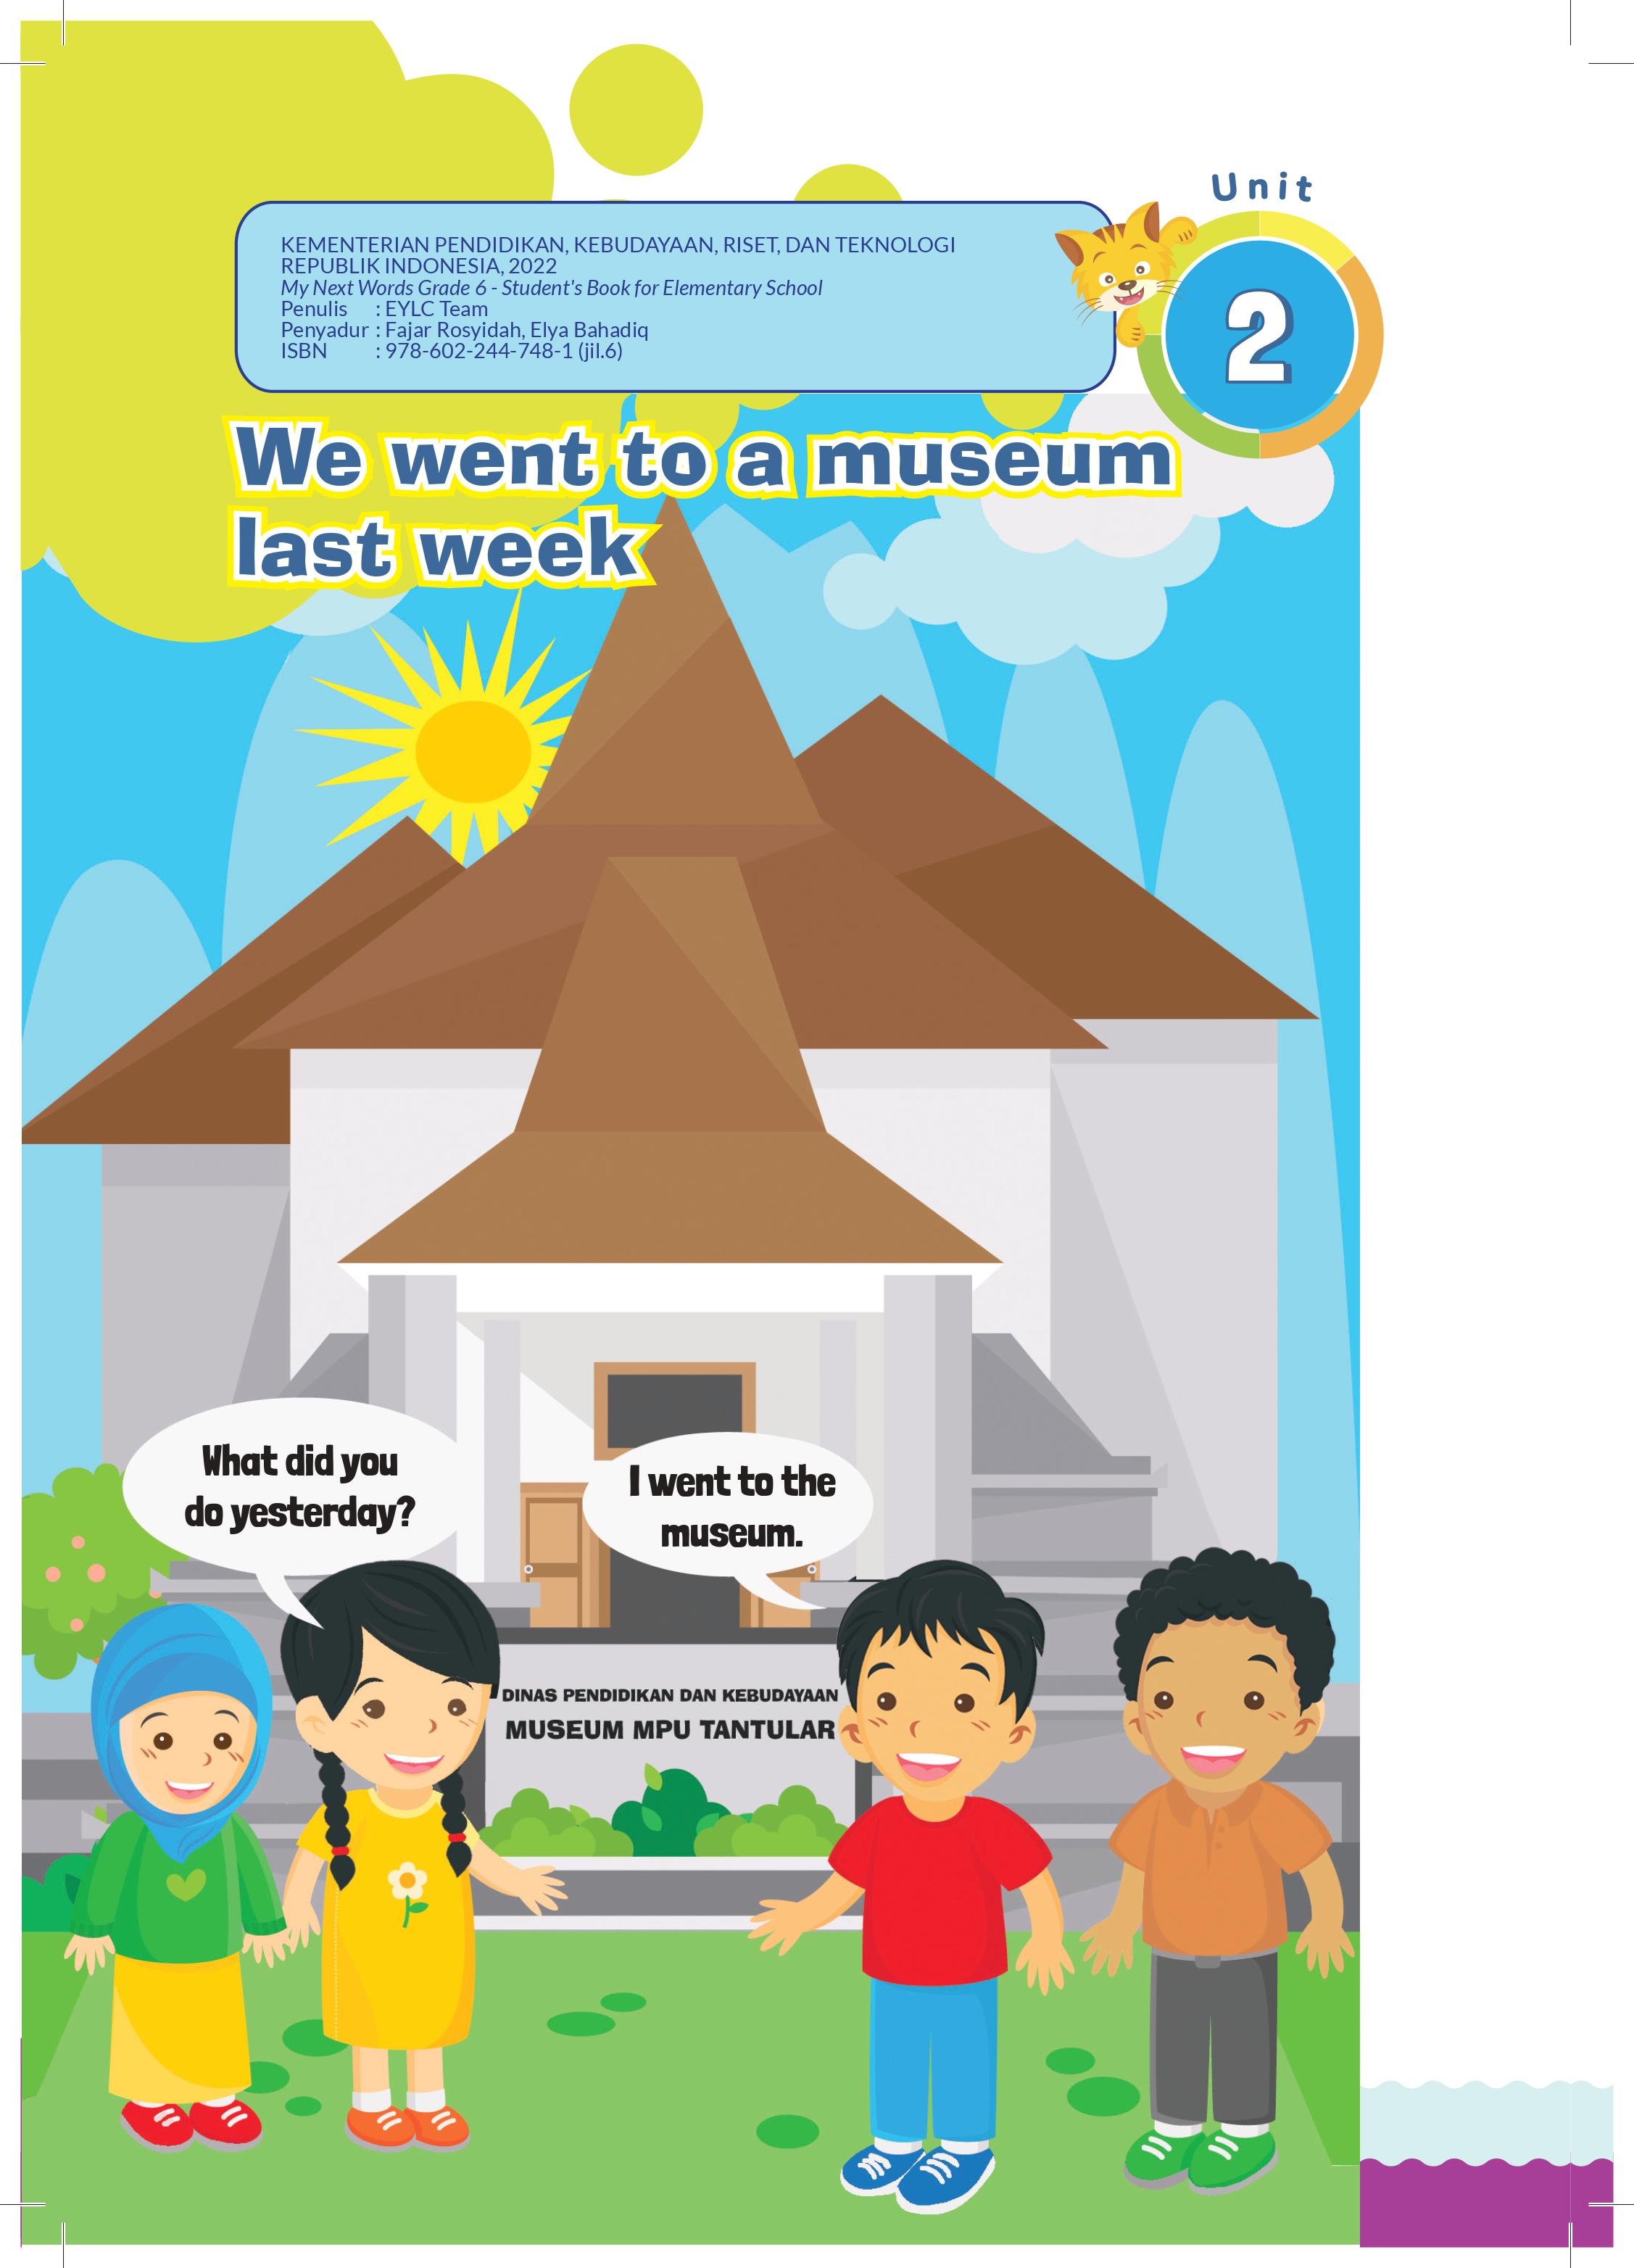 Unit
2
KEMENTERIAN PENDIDIKAN, KEBUDAYAAN, RISET, DAN TEKNOLOGI
REPUBLIK INDONESIA, 2022
My Next Words Grade 6 - Student's Book for Elementary School
Penulis : EYLC Team
Penyadur : Fajar Rosyidah, Elya Bahadiq
ISBN : 978-602-244-748-1 (jil.6)
We went to a museum
last week
What did you
do yesterday?
I went to the
museum.
DINAS PENDIDIKAN DAN KEBUDAYAAN
MUSEUM MPU TANTULAR